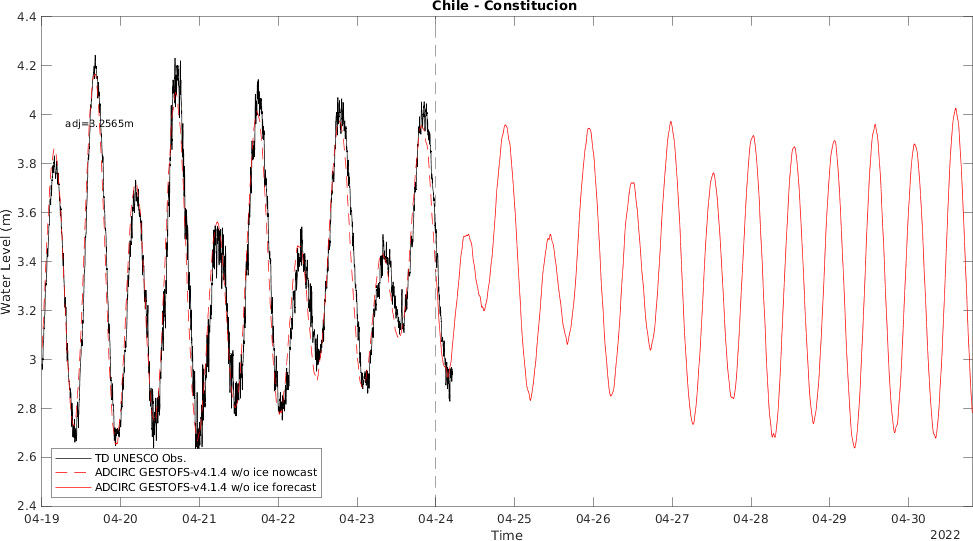 Chile - Constitucion
4.4
4.2
4
3.8
3.6
3.4
3.2
3
2.8
2.6
2.4
Water Level (m)
adj=3.2565m
TD UNESCO Obs.
ADCIRC GESTOFS-v4.1.4 w/o ice nowcast
ADCIRC GESTOFS-v4.1.4 w/o ice forecast
04-19 04-20 04-21 04-22 04-23 04-24 04-25 04-26 04-27 04-28 04-29 04-30
Time
2022